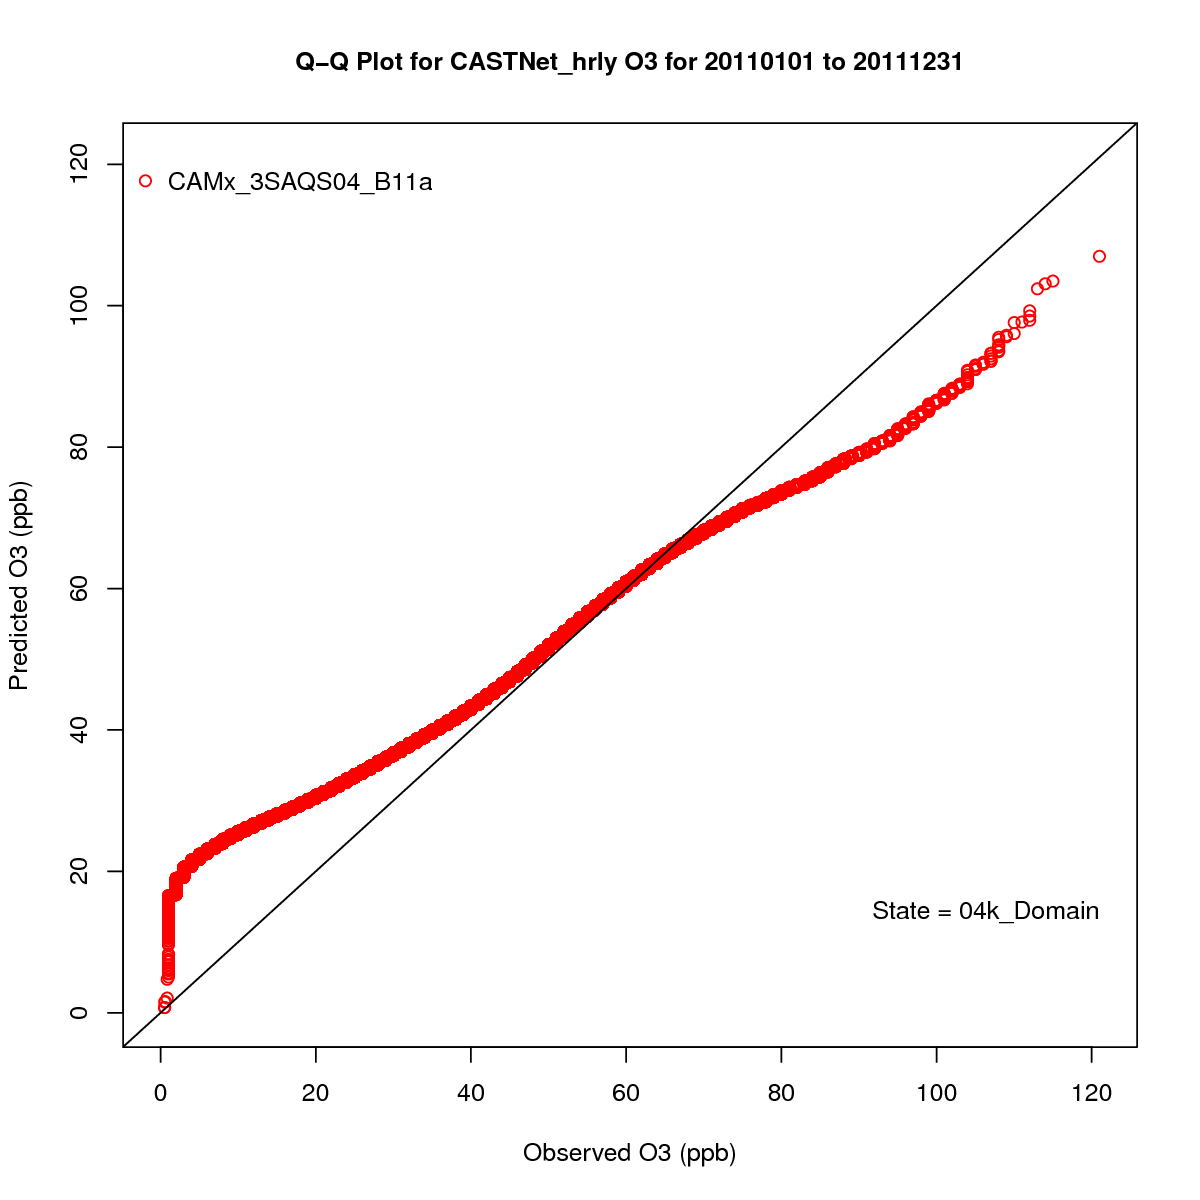 Q−Q Plot for CASTNet_hrly O3 for 20110101 to 20111231
CAMx_3SAQS04_B11a
Predicted O3 (ppb)
120
100
80
60
40
20
0
State = 04k_Domain
0 20 40 60 80 100 120
Observed O3 (ppb)